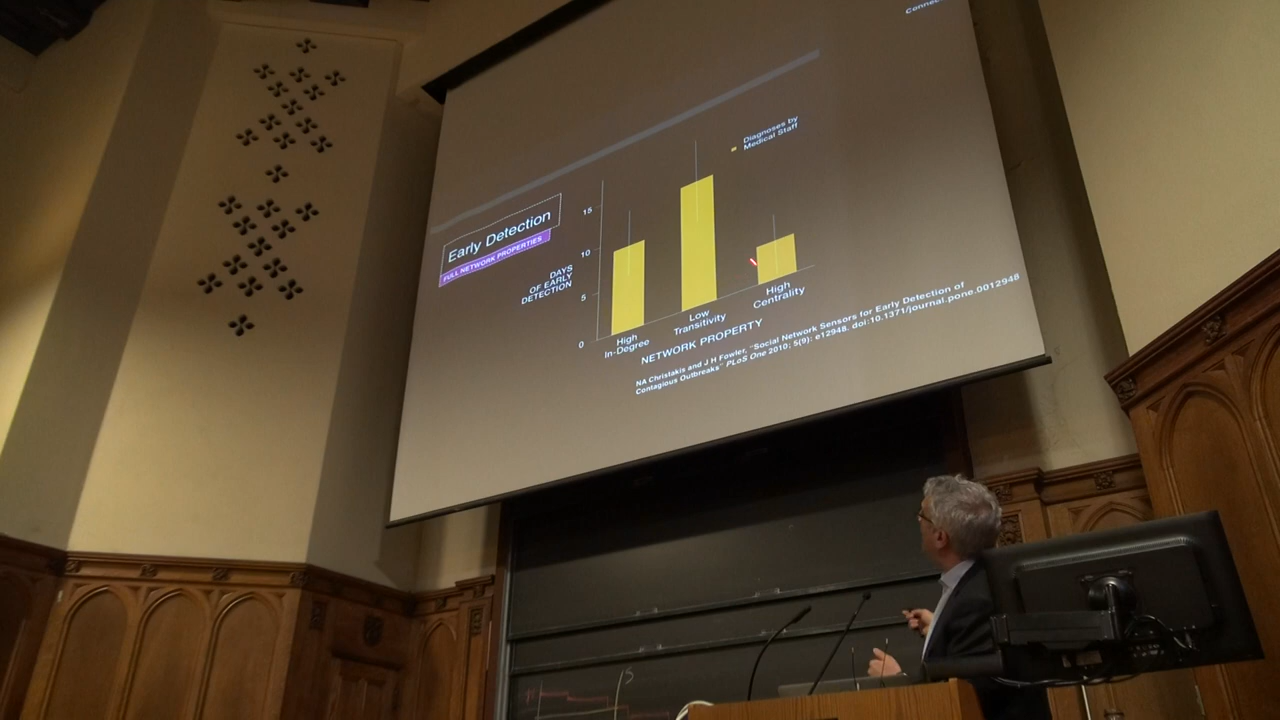 Early Detection
FULL NETWORK PROPERTIES
DAYS
OF EARLY
DETECTION
15
10
5
0
Diagnoses by
Medical Staff
High
In-Degree
Low
Transitivity
High
Centrality
NETWORK PROPERTY
NA Christakis and J H Fowler, "Social Network Sensors for Early Detection of
Contagious Outbreaks" PLoS One 2010; 5(9): e12948. doi:10.1371/journal.pone.0012948